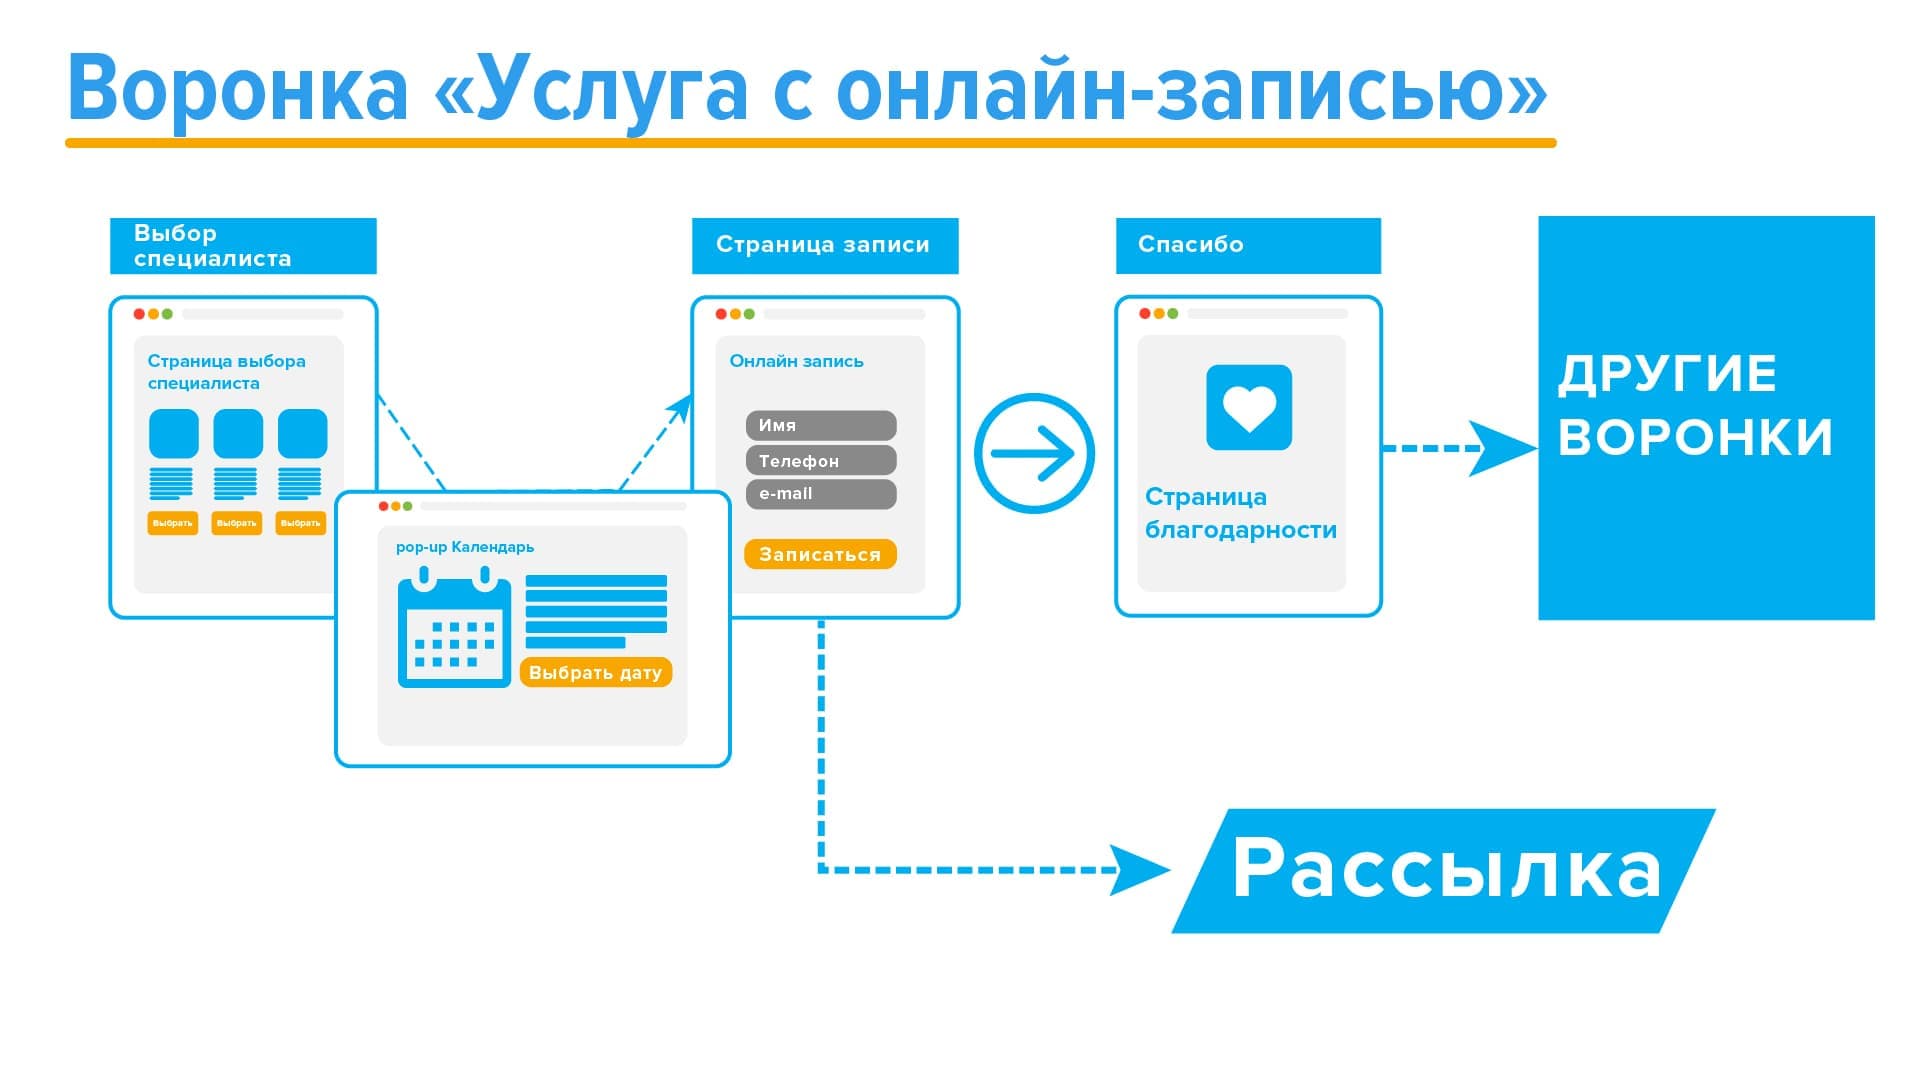 Воронка «Услуга с онлайн-записью»
Выбор
специалиста
Страница выбора
специалиста
Выбрать
Выбрать
Выбрать
pop-up Календарь
Выбрать дату
Страница записи
Онлайн запись
Имя
Телефон
e-mail
Записаться
Спасибо
Страница
благодарности
ДРУГИЕ
ВОРОНКИ
Рассылка